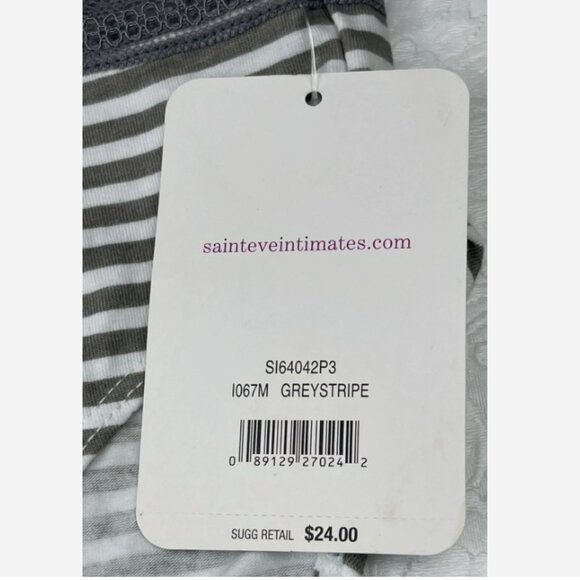 sainteveintimates.com
SI64042P3
I067M GREYSTRIPE
0 89129 27024 2
SUGG RETAIL $24.00